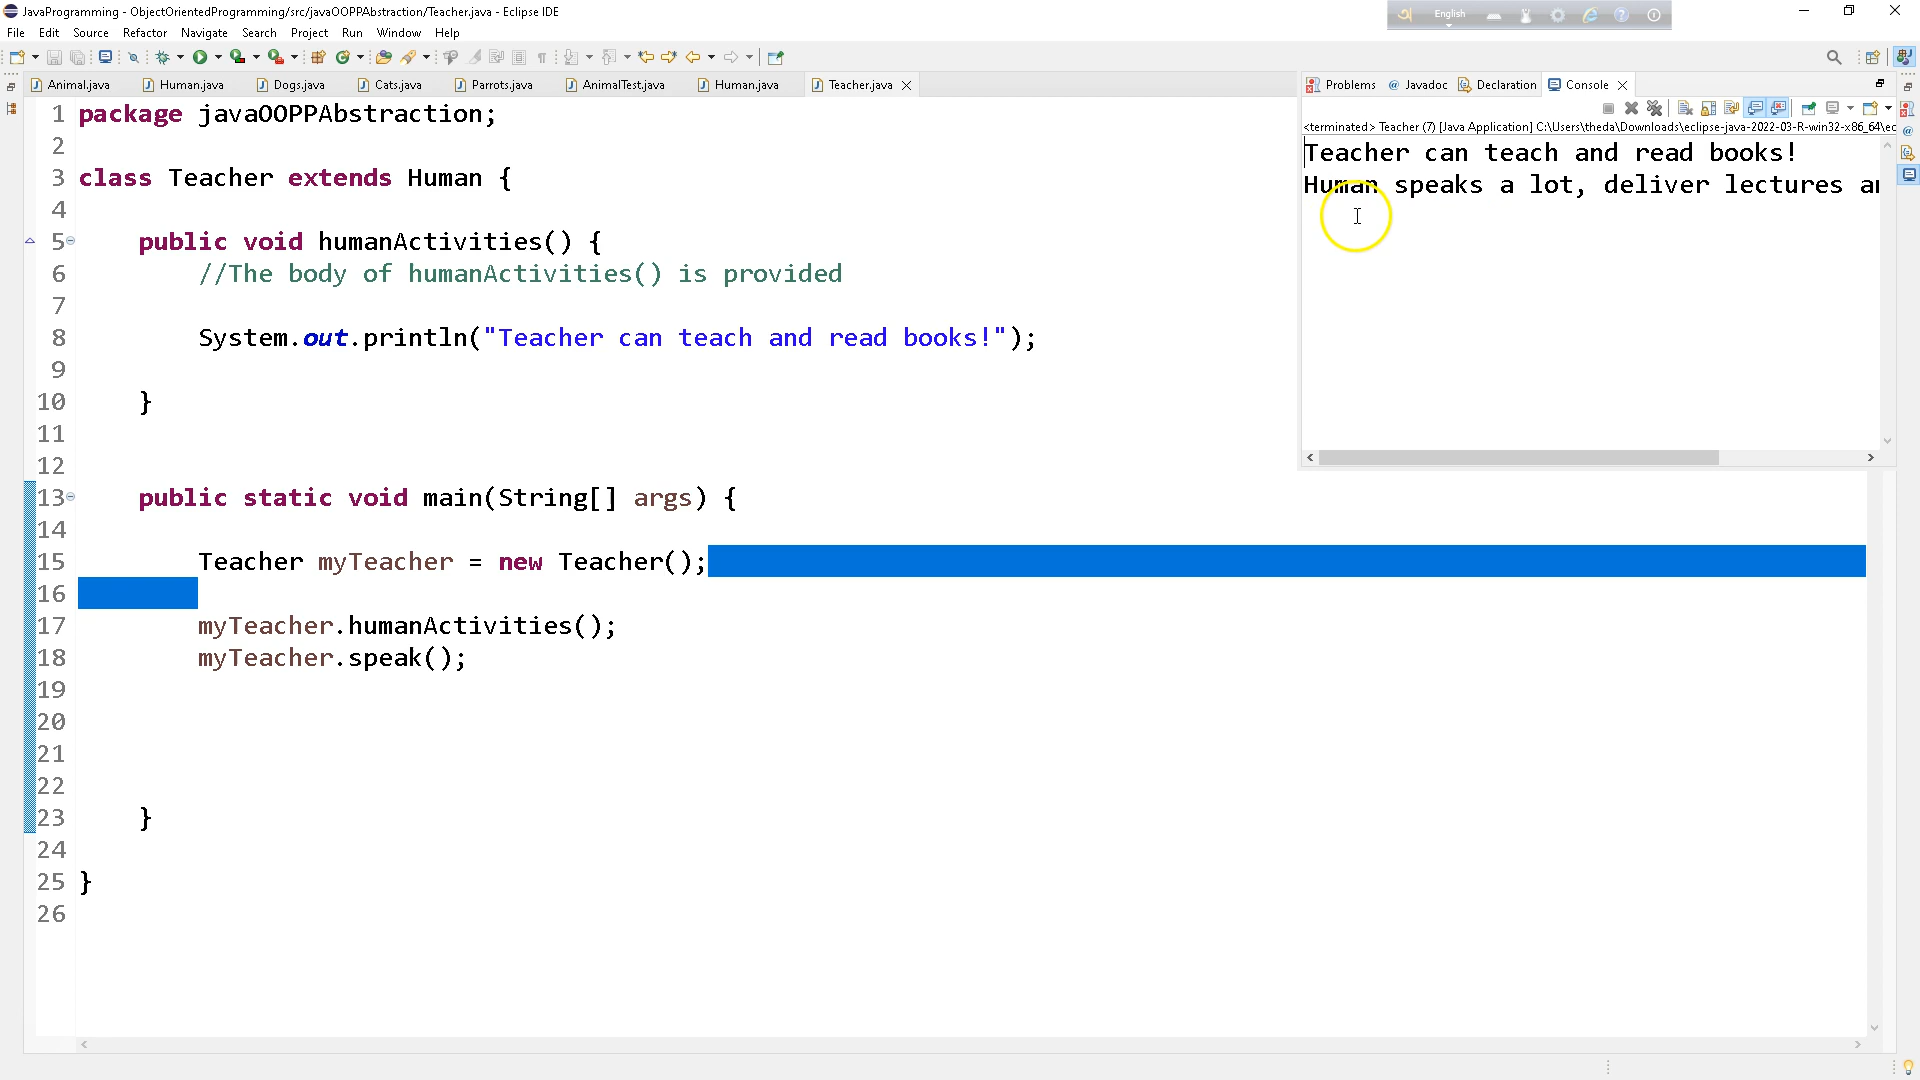 JavaProgramming - ObjectOrientedProgramming/src/javaOOPPAbstraction/Teacher.java - Eclipse IDE
English
File Edit Source Refactor Navigate Search Project Run Window Help
Animal.java Human.java Dogs.java Cats.java Parrots.java AnimalTest.java Human.java Teacher.java
Problems Javadoc Declaration Console
<terminated> Teacher (7) [Java Application] C:\Users\theda\Downloads\eclipse-java-2022-03-R-win32-x86_64\ec
Teacher can teach and read books!
Human speaks a lot, deliver lectures
1 package javaOOPPAbstraction;
2
3 class Teacher extends Human {
4
5 public void humanActivities() {
6 //The body of humanActivities() is provided
7
8 System.out.println("Teacher can teach and read books!");
9
10 }
11
12
13 public static void main(String[] args) {
14
15 Teacher myTeacher = new Teacher();
16
17 myTeacher.humanActivities();
18 myTeacher.speak();
19
20
21
22
23 }
24
25 }
26